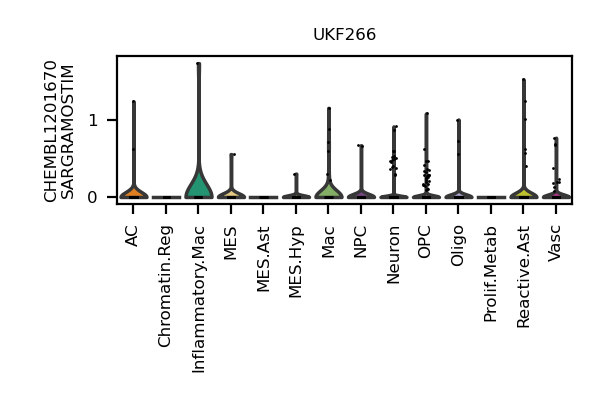 UKF266
CHEMBL1201670
SARGRAMOSTIM
1
0
AC
Chromatin.Reg
Inflammatory.Mac
MES
MES.Ast
MES.Hyp
Mac
NPC
Neuron
OPC
Oligo
Prolif.Metab
Reactive.Ast
Vasc